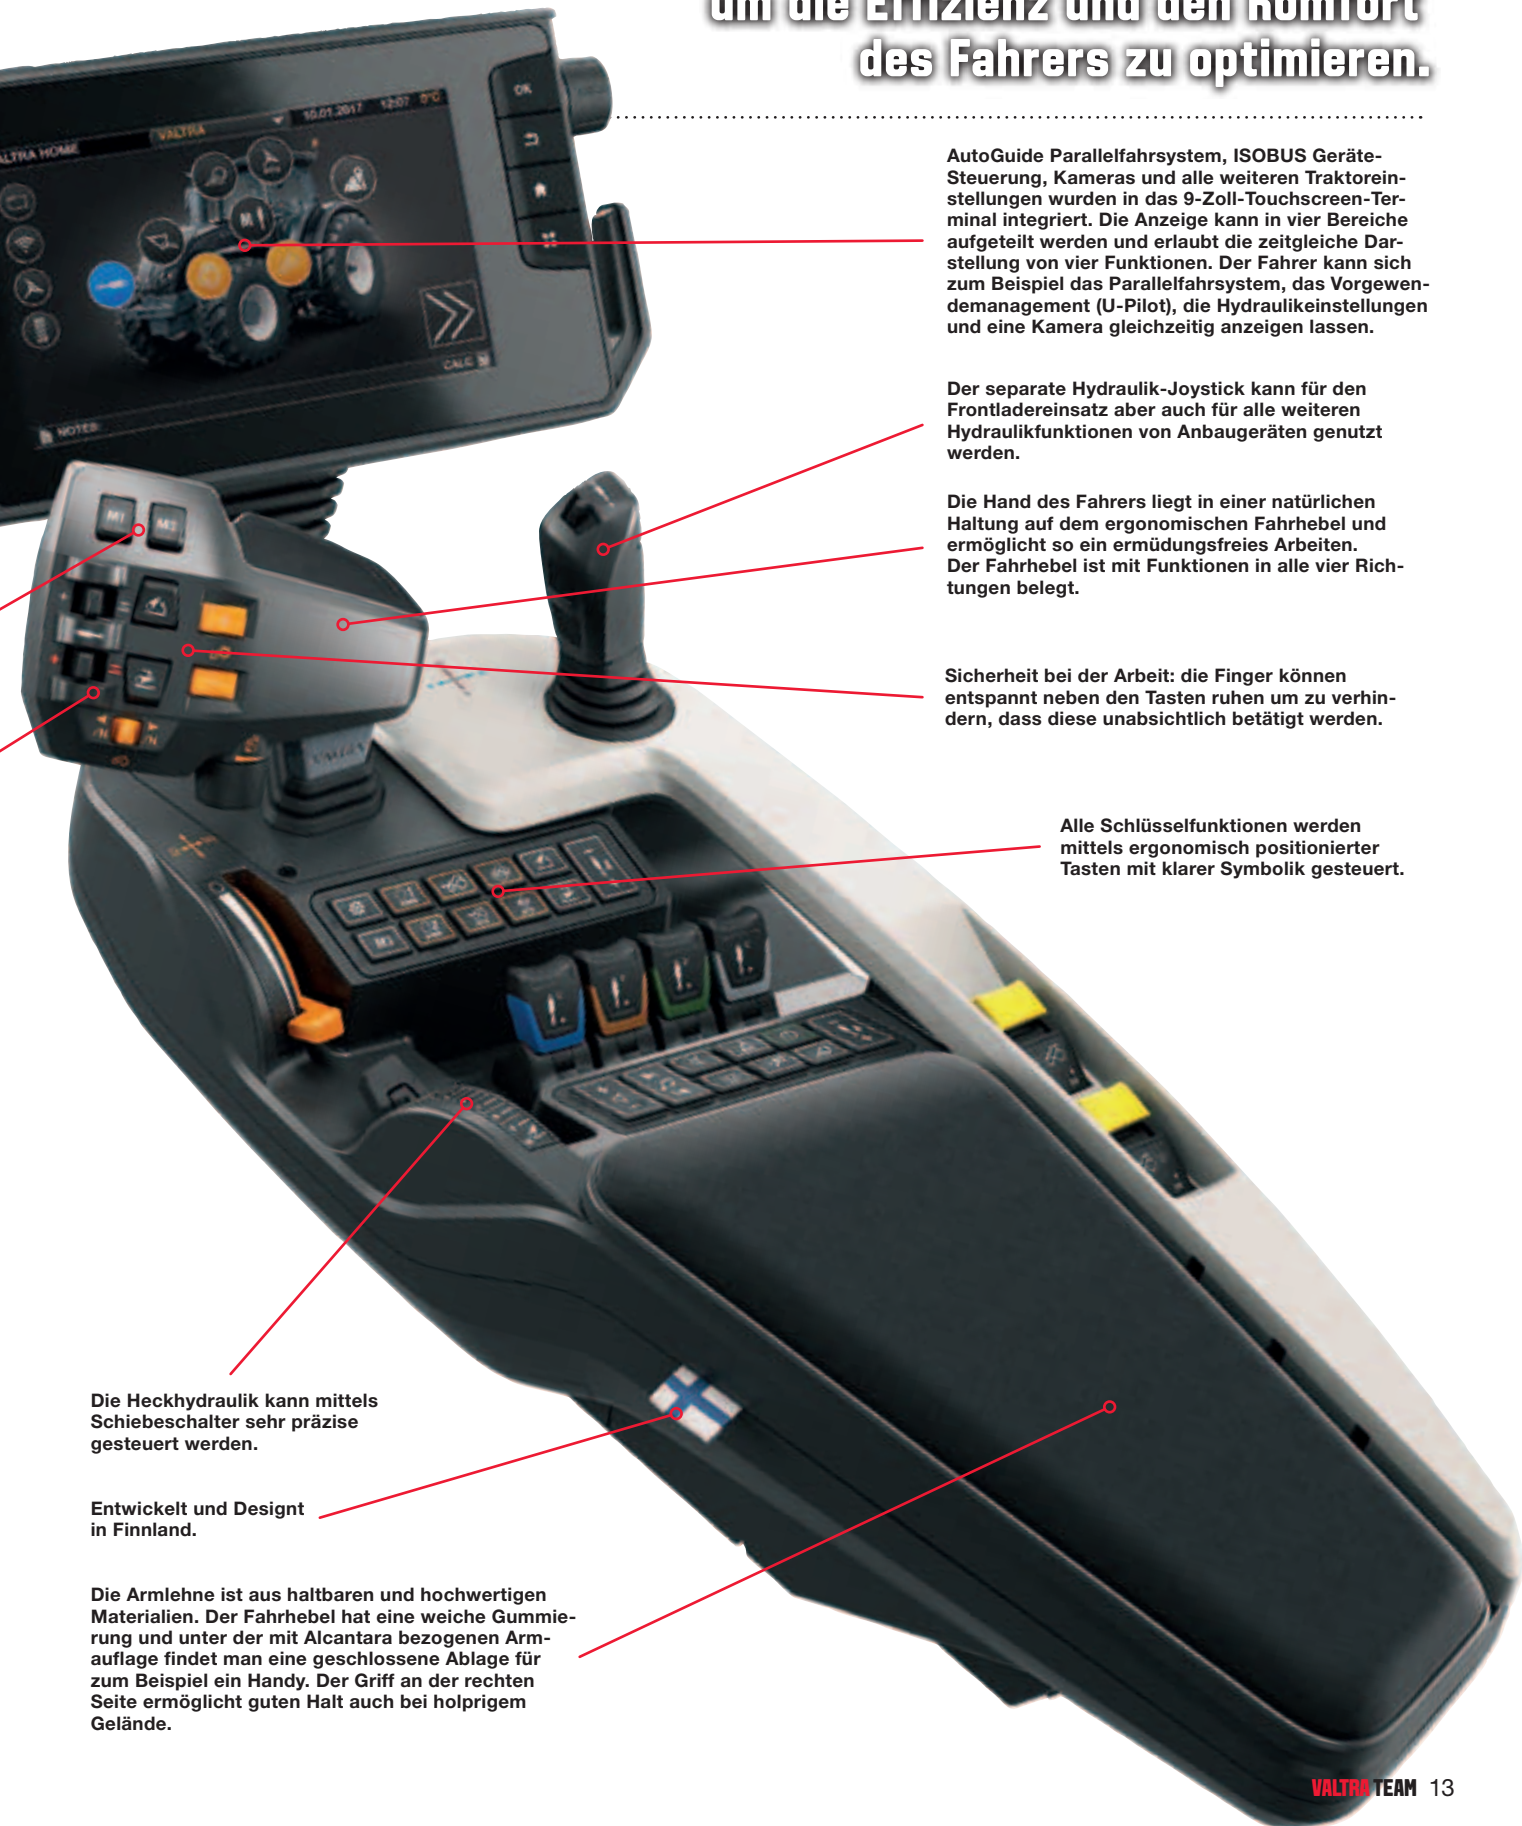 um die Effizienz und den Komfort
des Fahrers zu optimieren.
VALTRA HOME
VALTRA
10.01.2017 12:07 0°C
OK
CALC
NOTES:
AutoGuide Parallelfahrsystem, ISOBUS Geräte-
Steuerung, Kameras und alle weiteren Traktorein-
stellungen wurden in das 9-Zoll-Touchscreen-Ter-
minal integriert. Die Anzeige kann in vier Bereiche
aufgeteilt werden und erlaubt die zeitgleiche Dar-
stellung von vier Funktionen. Der Fahrer kann sich
zum Beispiel das Parallelfahrsystem, das Vorgewen-
demanagement (U-Pilot), die Hydraulikeinstellungen
und eine Kamera gleichzeitig anzeigen lassen.
Der separate Hydraulik-Joystick kann für den
Frontladereinsatz aber auch für alle weiteren
Hydraulikfunktionen von Anbaugeräten genutzt
werden.
Die Hand des Fahrers liegt in einer natürlichen
Haltung auf dem ergonomischen Fahrhebel und
ermöglicht so ein ermüdungsfreies Arbeiten.
Der Fahrhebel ist mit Funktionen in alle vier Rich-
tungen belegt.
M1 M2
Sicherheit bei der Arbeit: die Finger können
entspannt neben den Tasten ruhen um zu verhin-
dern, dass diese unabsichtlich betätigt werden.
VALTRA
Alle Schlüsselfunktionen werden
mittels ergonomisch positionierter
Tasten mit klarer Symbolik gesteuert.
Die Heckhydraulik kann mittels
Schiebeschalter sehr präzise
gesteuert werden.
Entwickelt und Designt
in Finnland.
Die Armlehne ist aus haltbaren und hochwertigen
Materialien. Der Fahrhebel hat eine weiche Gummie-
rung und unter der mit Alcantara bezogenen Arm-
auflage findet man eine geschlossene Ablage für
zum Beispiel ein Handy. Der Griff an der rechten
Seite ermöglicht guten Halt auch bei holprigem
Gelände.
VALTRA TEAM 13